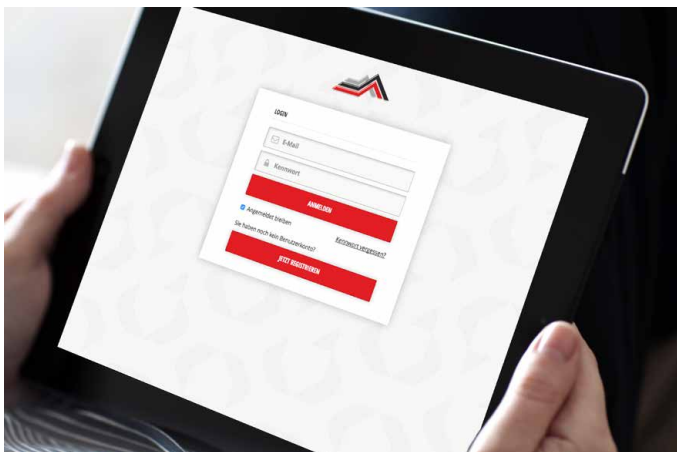 LOGIN
E-Mail
Kennwort
ANMELDEN
Angemeldet bleiben
Kennwort vergessen?
Sie haben noch kein Benutzerkonto?
JETZT REGISTRIEREN